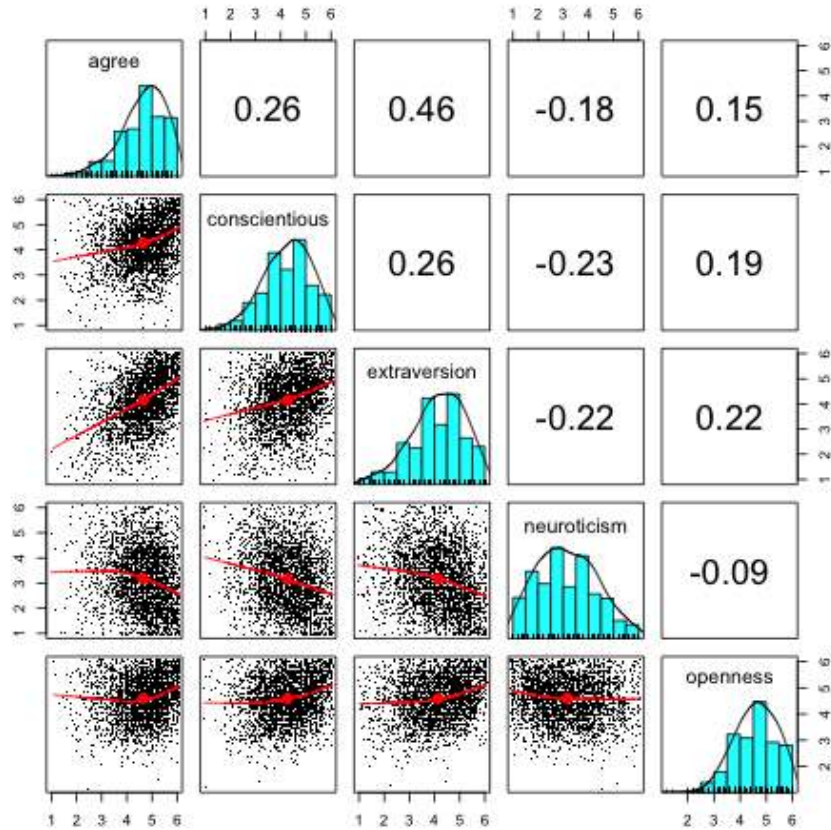 1 2 3 4 5 6
1 2 3 4 5 6
agree
0.26
0.46
-0.18
0.15
1 2 3 4 5 6
1 2 3 4 5 6
conscientious
0.26
-0.23
0.19
extraversion
-0.22
0.22
1 2 3 4 5 6
1 2 3 4 5 6
neuroticism
-0.09
openness
2 3 4 5 6
1 2 3 4 5 6
1 2 3 4 5 6
2 3 4 5 6